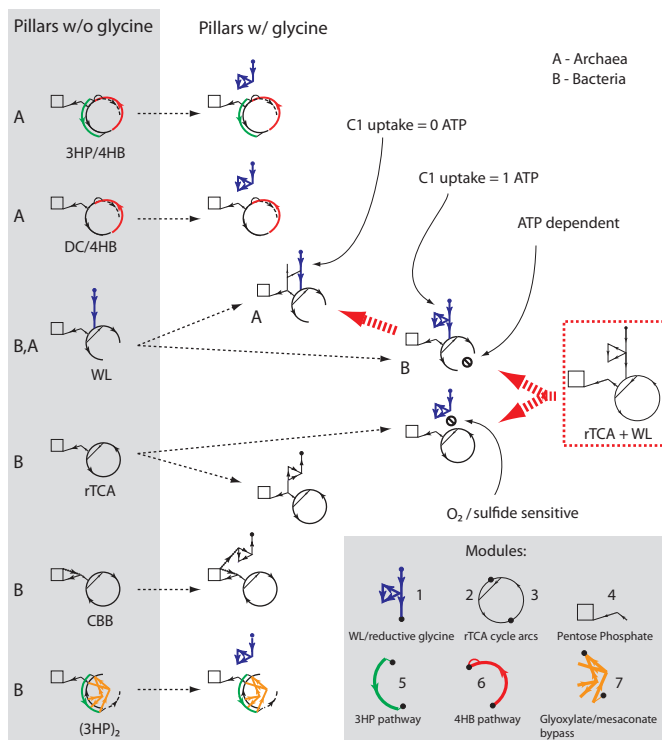 Pillars w/o glycine
Pillars w/ glycine
A - Archaea
B - Bacteria
A
3HP/4HB
C1 uptake = 0 ATP
C1 uptake = 1 ATP
A
DC/4HB
ATP dependent
A
B,A
WL
B
rTCA + WL
B
rTCA
O₂ / sulfide sensitive
B
CBB
B
(3HP)₂
Modules:
1
2
3
4
WL/reductive glycine
rTCA cycle arcs
Pentose Phosphate
5
6
7
3HP pathway
4HB pathway
Glyoxylate/mesaconate
bypass